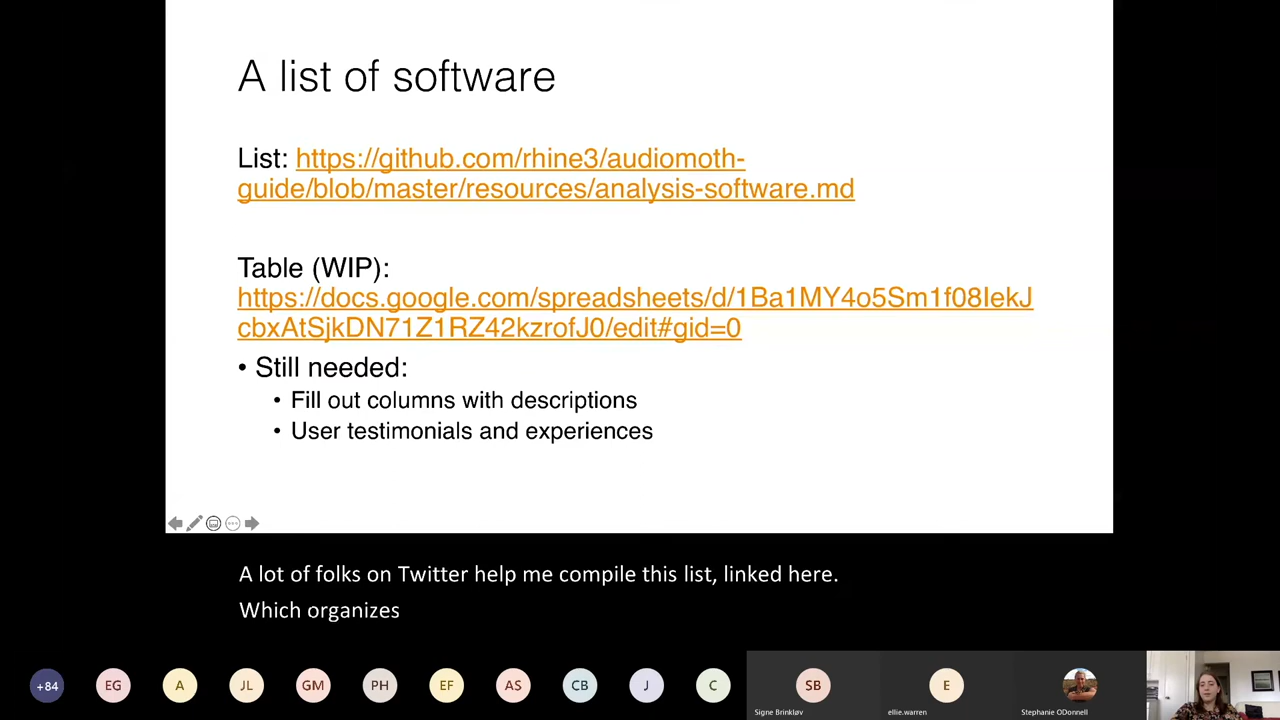 A list of software
List: https://github.com/rhine3/audiomoth-
guide/blob/master/resources/analysis-software.md
Table (WIP):
https://docs.google.com/spreadsheets/d/1Ba1MY4o5Sm1f08IekJ
cbxAtSjkDN71Z1RZ42kzrofJ0/edit#gid=0
• Still needed:
• Fill out columns with descriptions
• User testimonials and experiences
A lot of folks on Twitter help me compile this list, linked here.
Which organizes
+84 EG A JL GM PH EF AS CB J C SB E
Signe Brinkløv ellie.warren Stephanie ODonnell